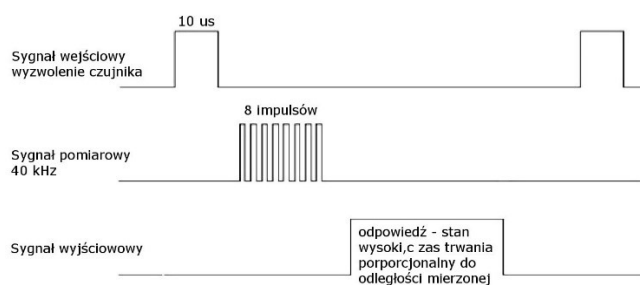 10 us
Sygnał wejściowy
wyzwolenie czujnika
8 impulsów
Sygnał pomiarowy
40 kHz
Sygnał wyjściowowy
odpowiedź - stan
wysoki,c zas trwania
porporcjonalny do
odległości mierzonej